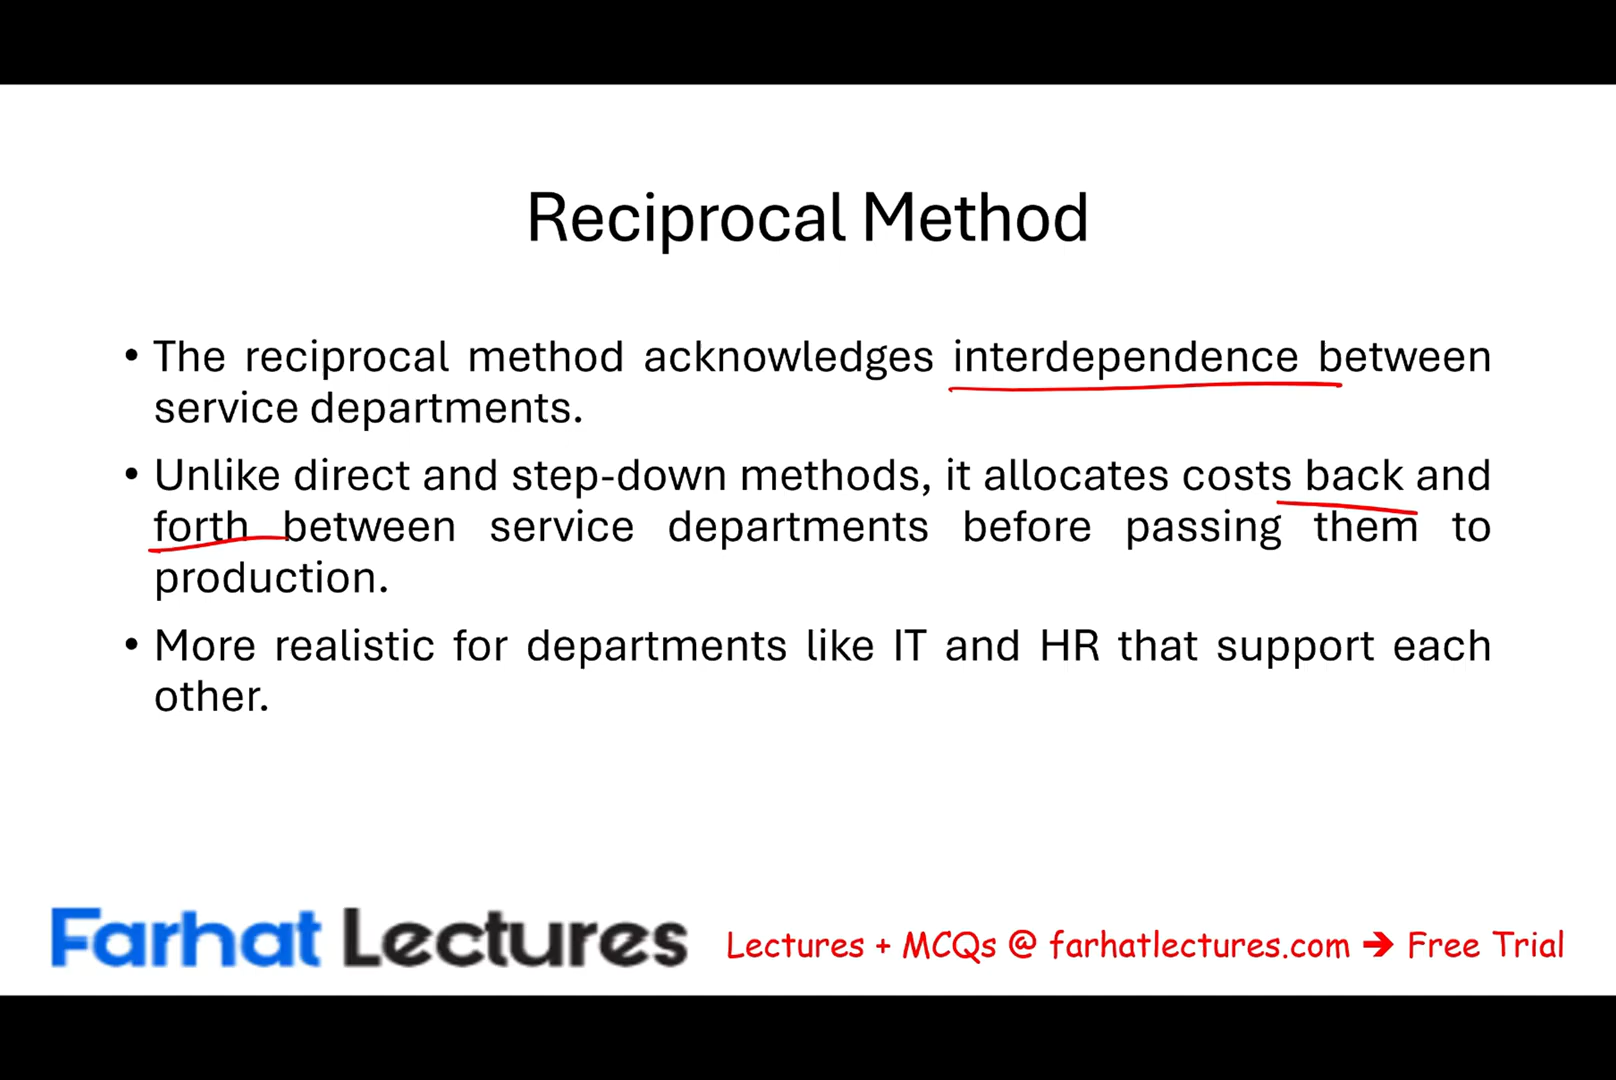 Reciprocal Method
• The reciprocal method acknowledges interdependence between
service departments.
• Unlike direct and step-down methods, it allocates costs back and
forth between service departments before passing them to
production.
• More realistic for departments like IT and HR that support each
other.
Farhat Lectures
Lectures + MCQs @ farhatlectures.com ➔ Free Trial